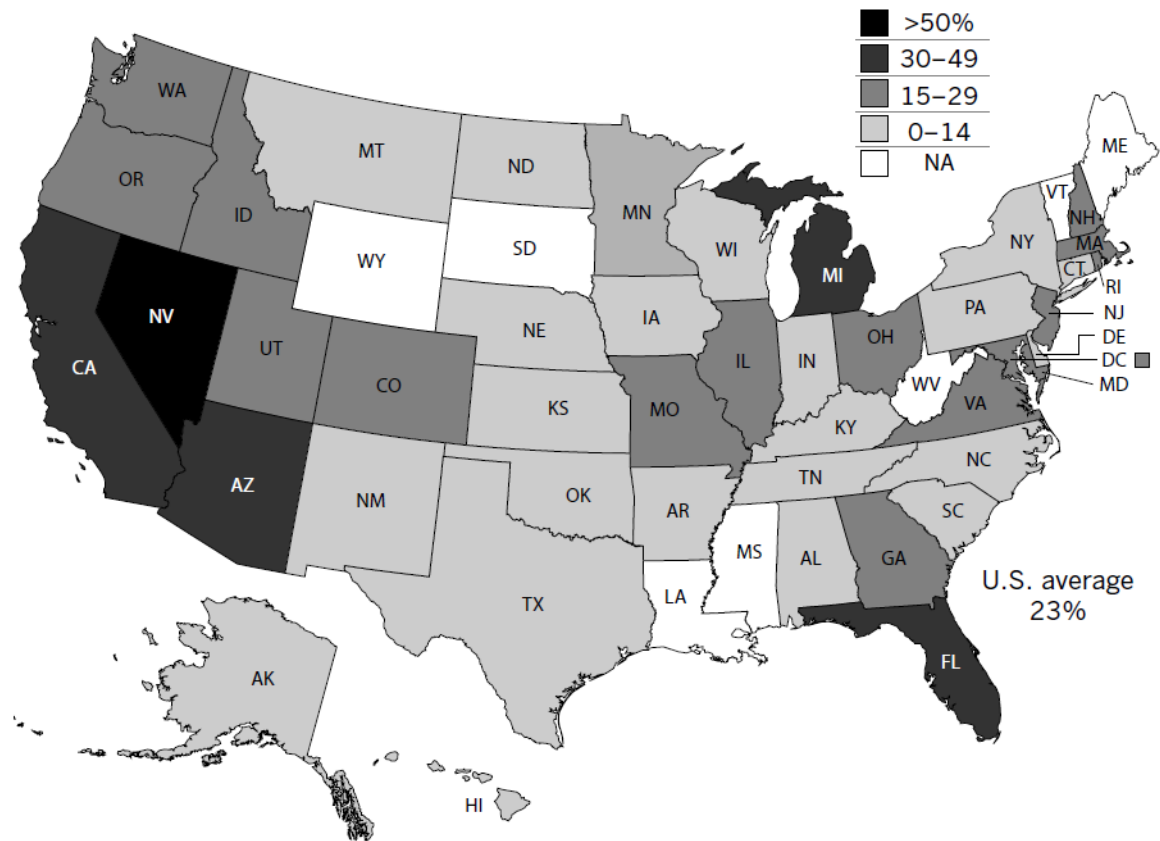 >50%
30–49
15–29
0–14
NA
WA
MT
ND
ME
OR
ID
MN
VT
NH
SD
WI
NY
MA
WY
MI
CT
RI
NV
NE
IA
PA
NJ
UT
IL
IN
OH
DE
CA
CO
DC
MD
KS
MO
WV
VA
KY
AZ
NM
OK
TN
NC
AR
SC
MS
AL
GA
TX
LA
U.S. average
23%
FL
AK
HI